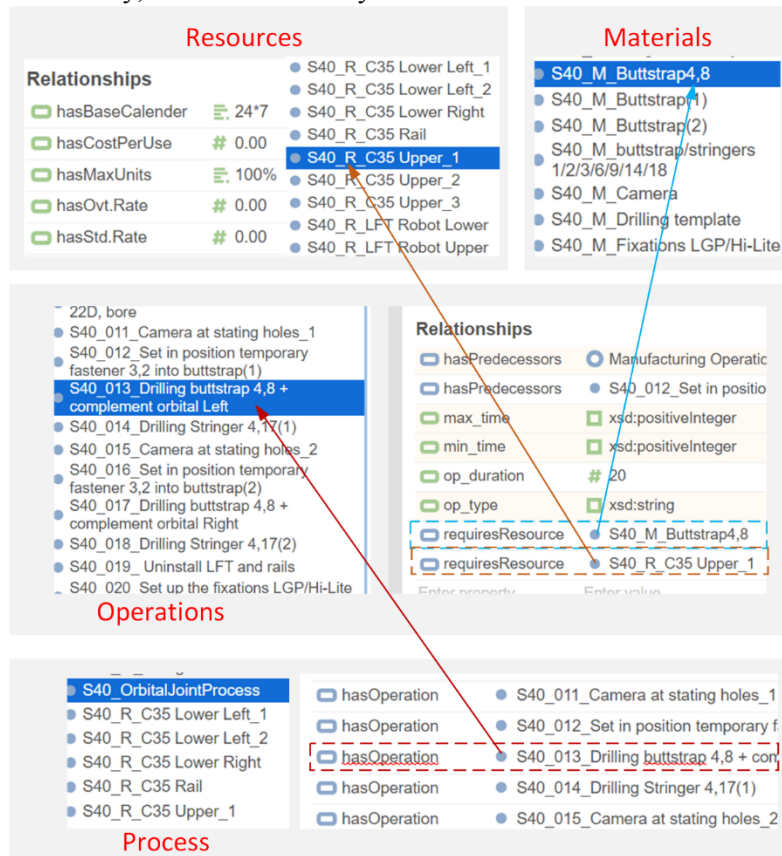 Resources
Relationships
hasBaseCalender 24*7
hasCostPerUse # 0.00
hasMaxUnits 100%
hasOvt.Rate # 0.00
hasStd.Rate # 0.00
S40_R_C35 Lower Left_1
S40_R_C35 Lower Left_2
S40_R_C35 Lower Right
S40_R_C35 Rail
S40_R_C35 Upper_1
S40_R_C35 Upper_2
S40_R_C35 Upper_3
S40_R_LFT Robot Lower
S40_R_LFT Robot Upper
Materials
S40_M_Buttstrap4,8
S40_M_Buttstrap(1)
S40_M_Buttstrap(2)
S40_M_buttstrap/stringers
1/2/3/6/9/14/18
S40_M_Camera
S40_M_Drilling template
S40_M_Fixations LGP/Hi-Lite
22D, bore
S40_011_Camera at stating holes_1
S40_012_Set in position temporary
fastener 3,2 into buttstrap(1)
S40_013_Drilling buttstrap 4,8 +
complement orbital Left
S40_014_Drilling Stringer 4,17(1)
S40_015_Camera at stating holes_2
S40_016_Set in position temporary
fastener 3,2 into buttstrap(2)
S40_017_Drilling buttstrap 4,8 +
complement orbital Right
S40_018_Drilling Stringer 4,17(2)
S40_019_ Uninstall LFT and rails
S40_020_Set up the fixations LGP/Hi-Lite
Operations
Relationships
hasPredecessors Manufacturing Operatic
hasPredecessors S40_012_Set in positio
max_time xsd:positiveInteger
min_time xsd:positiveInteger
op_duration # 20
op_type xsd:string
requiresResource S40_M_Buttstrap4,8
requiresResource S40_R_C35 Upper_1
Enter property Enter value
S40_OrbitalJointProcess
S40_R_C35 Lower Left_1
S40_R_C35 Lower Left_2
S40_R_C35 Lower Right
S40_R_C35 Rail
S40_R_C35 Upper_1
Process
hasOperation S40_011_Camera at stating holes_1
hasOperation S40_012_Set in position temporary f
hasOperation S40_013_Drilling buttstrap 4,8 + com
hasOperation S40_014_Drilling Stringer 4,17(1)
hasOperation S40_015_Camera at stating holes_2